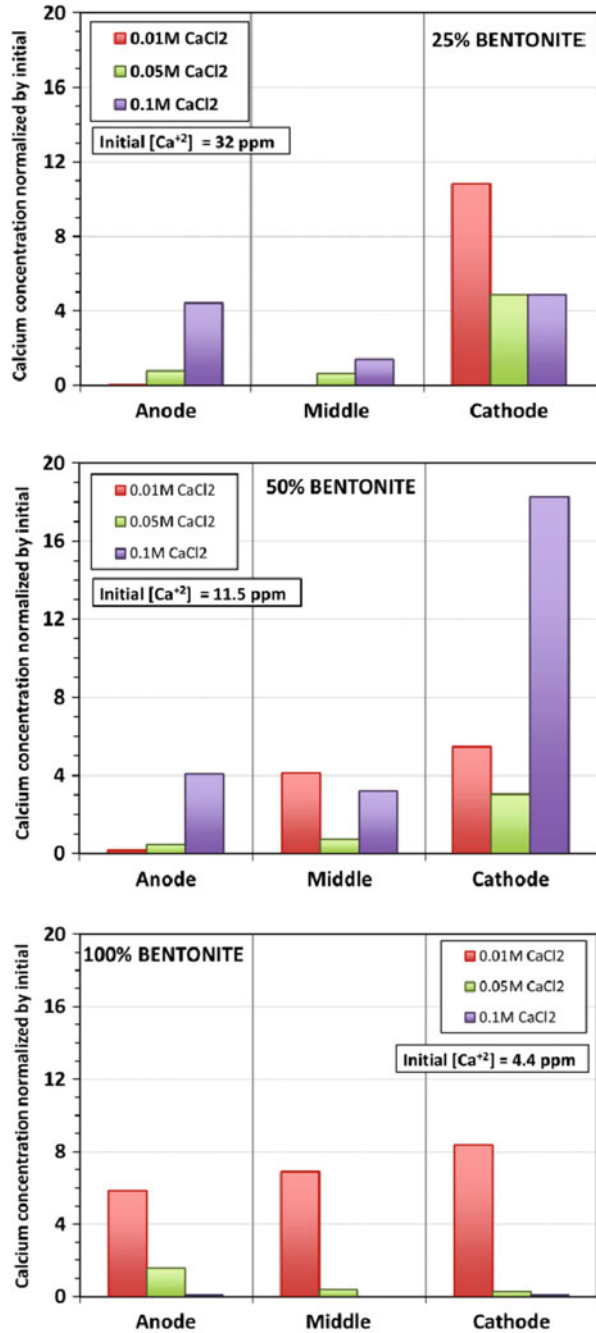 Calcium concentration normalized by initial
20
16
12
8
4
0
0.01M CaCl2
0.05M CaCl2
0.1M CaCl2
25% BENTONITE
Initial [Ca⁺²] = 32 ppm
Anode Middle Cathode
Calcium concentration normalized by initial
20
16
12
8
4
0
0.01M CaCl2
0.05M CaCl2
0.1M CaCl2
50% BENTONITE
Initial [Ca⁺²] = 11.5 ppm
Anode Middle Cathode
Calcium concentration normalized by initial
20
16
12
8
4
0
100% BENTONITE
0.01M CaCl2
0.05M CaCl2
0.1M CaCl2
Initial [Ca⁺²] = 4.4 ppm
Anode Middle Cathode